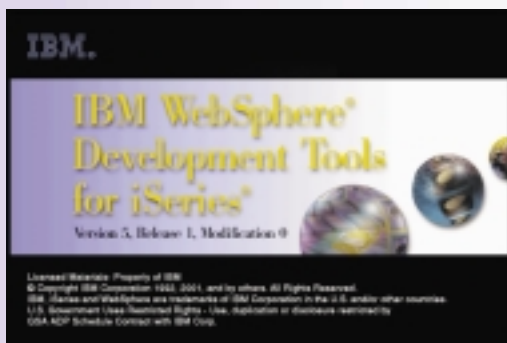 IBM.
IBM WebSphere®
Development Tools
for iSeries®
Version 5, Release 1, Modification 0
Licensed Materials- Property of IBM
© Copyright IBM Corporation 1992, 2001, and by others. All Rights Reserved.
IBM, iSeries and WebSphere are trademarks of IBM Corporation in the U.S. and/or other countries.
U.S. Government Uses Restricted Rights - Use, duplication or disclosure restricted by
GSA ADP Schedule Contract with IBM Corp.